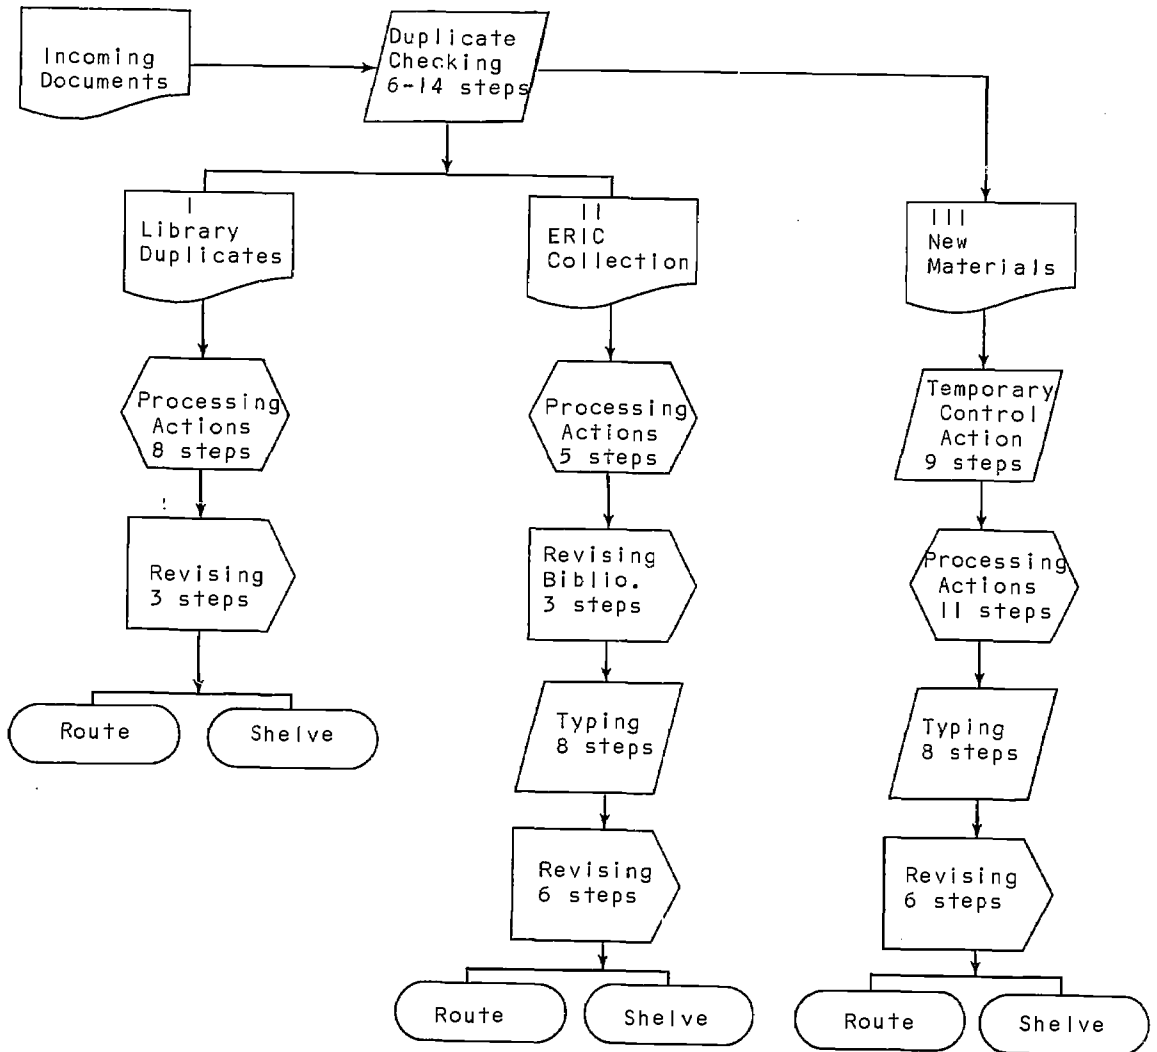 Incoming
Documents
Duplicate
Checking
6-14 steps
I
Library
Duplicates
II
ERIC
Collection
III
New
Materials
Processing
Actions
8 steps
Processing
Actions
5 steps
Temporary
Control
Action
9 steps
Revising
3 steps
Revising
Biblio.
3 steps
Processing
Actions
11 steps
Route
Shelve
Typing
8 steps
Typing
8 steps
Revising
6 steps
Revising
6 steps
Route
Shelve
Route
Shelve